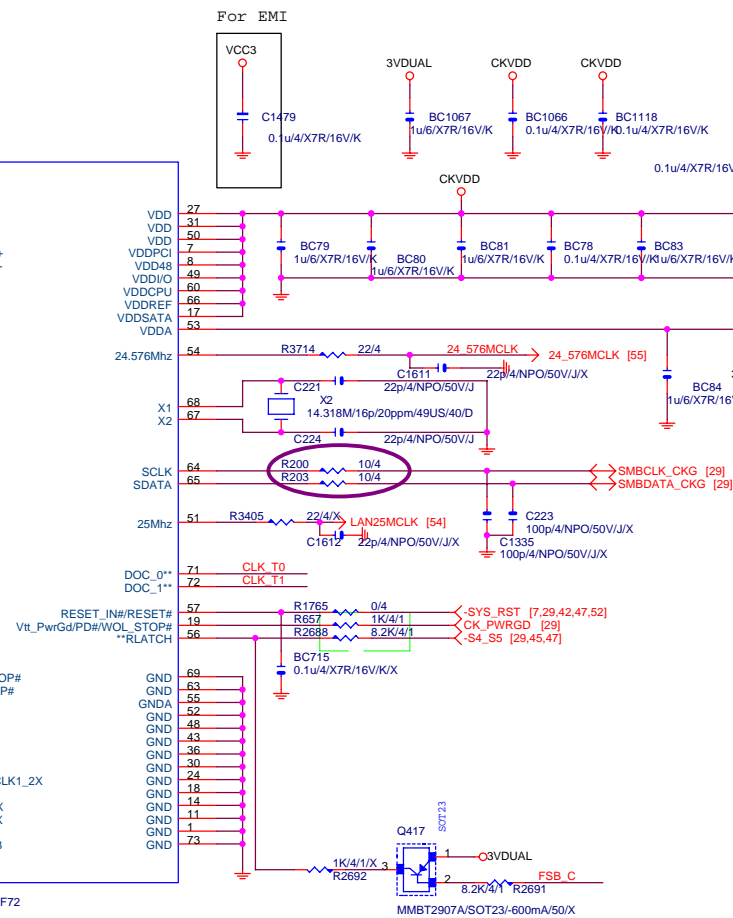 For EMI
VCC3
C1479
0.1u/4/X7R/16V/K
3VDUAL
BC1067
1u/6/X7R/16V/K
CKVDD
BC1066
0.1u/4/X7R/16V/K
CKVDD
BC1118
0.1u/4/X7R/16V/K
0.1u/4/X7R/16V
CKVDD
BC79
1u/6/X7R/16V/K
BC80
1u/6/X7R/16V/K
BC81
1u/6/X7R/16V/K
BC78
0.1u/4/X7R/16V/K
BC83
1u/6/X7R/16V/K
VDD 27
VDD 31
VDD 50
VDDPCI 7
VDD48 8
VDDI/O 49
VDDCPU 60
VDDREF 66
VDDSATA 17
VDDA 53
24.576Mhz 54 R3714 22/4 24_576MCLK 24_576MCLK [55]
C1611
22p/4/NPO/50V/J/X
BC84
1u/6/X7R/16
C221 22p/4/NPO/50V/J
X1 68
X2
14.318M/16p/20ppm/49US/40/D
X2 67
C224 22p/4/NPO/50V/J
SCLK 64 R200 10/4 SMBCLK_CKG [29]
SDATA 65 R203 10/4 SMBDATA_CKG [29]
C223
100p/4/NPO/50V/J/X
C1335
100p/4/NPO/50V/J/X
25Mhz 51 R3405 22/4/X LAN25MCLK [54]
C1612 22p/4/NPO/50V/J/X
DOC_0** 71 CLK_T0
DOC_1** 72 CLK_T1
RESET_IN#/RESET# 57 R1765 0/4 -SYS_RST [7,29,42,47,52]
Vtt_PwrGd/PD#/WOL_STOP# 19 R657 1K/4/1 CK_PWRGD [29]
**RLATCH 56 R2688 8.2K/4/1 -S4_S5 [29,45,47]
BC715
0.1u/4/X7R/16V/K/X
OP#
P#
GND 69
GND 63
GNDA 55
GND 52
GND 48
GND 43
GND 36
GND 30
CLK1_2X
GND 24
GND 18
GND 14
GND 11
GND 1
GND 73
F72
SOT23
Q417
1 3VDUAL
1K/4/1/X 3
R2692
2 FSB_C
8.2K/4/1 R2691
MMBT2907A/SOT23/-600mA/50/X